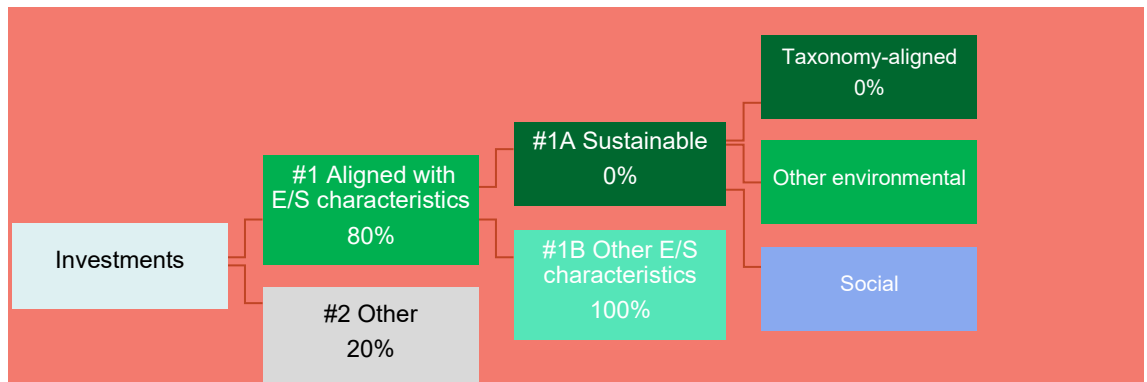 Investments
#1 Aligned with
E/S characteristics
80%
#2 Other
20%
#1A Sustainable
0%
#1B Other E/S
characteristics
100%
Taxonomy-aligned
0%
Other environmental
Social